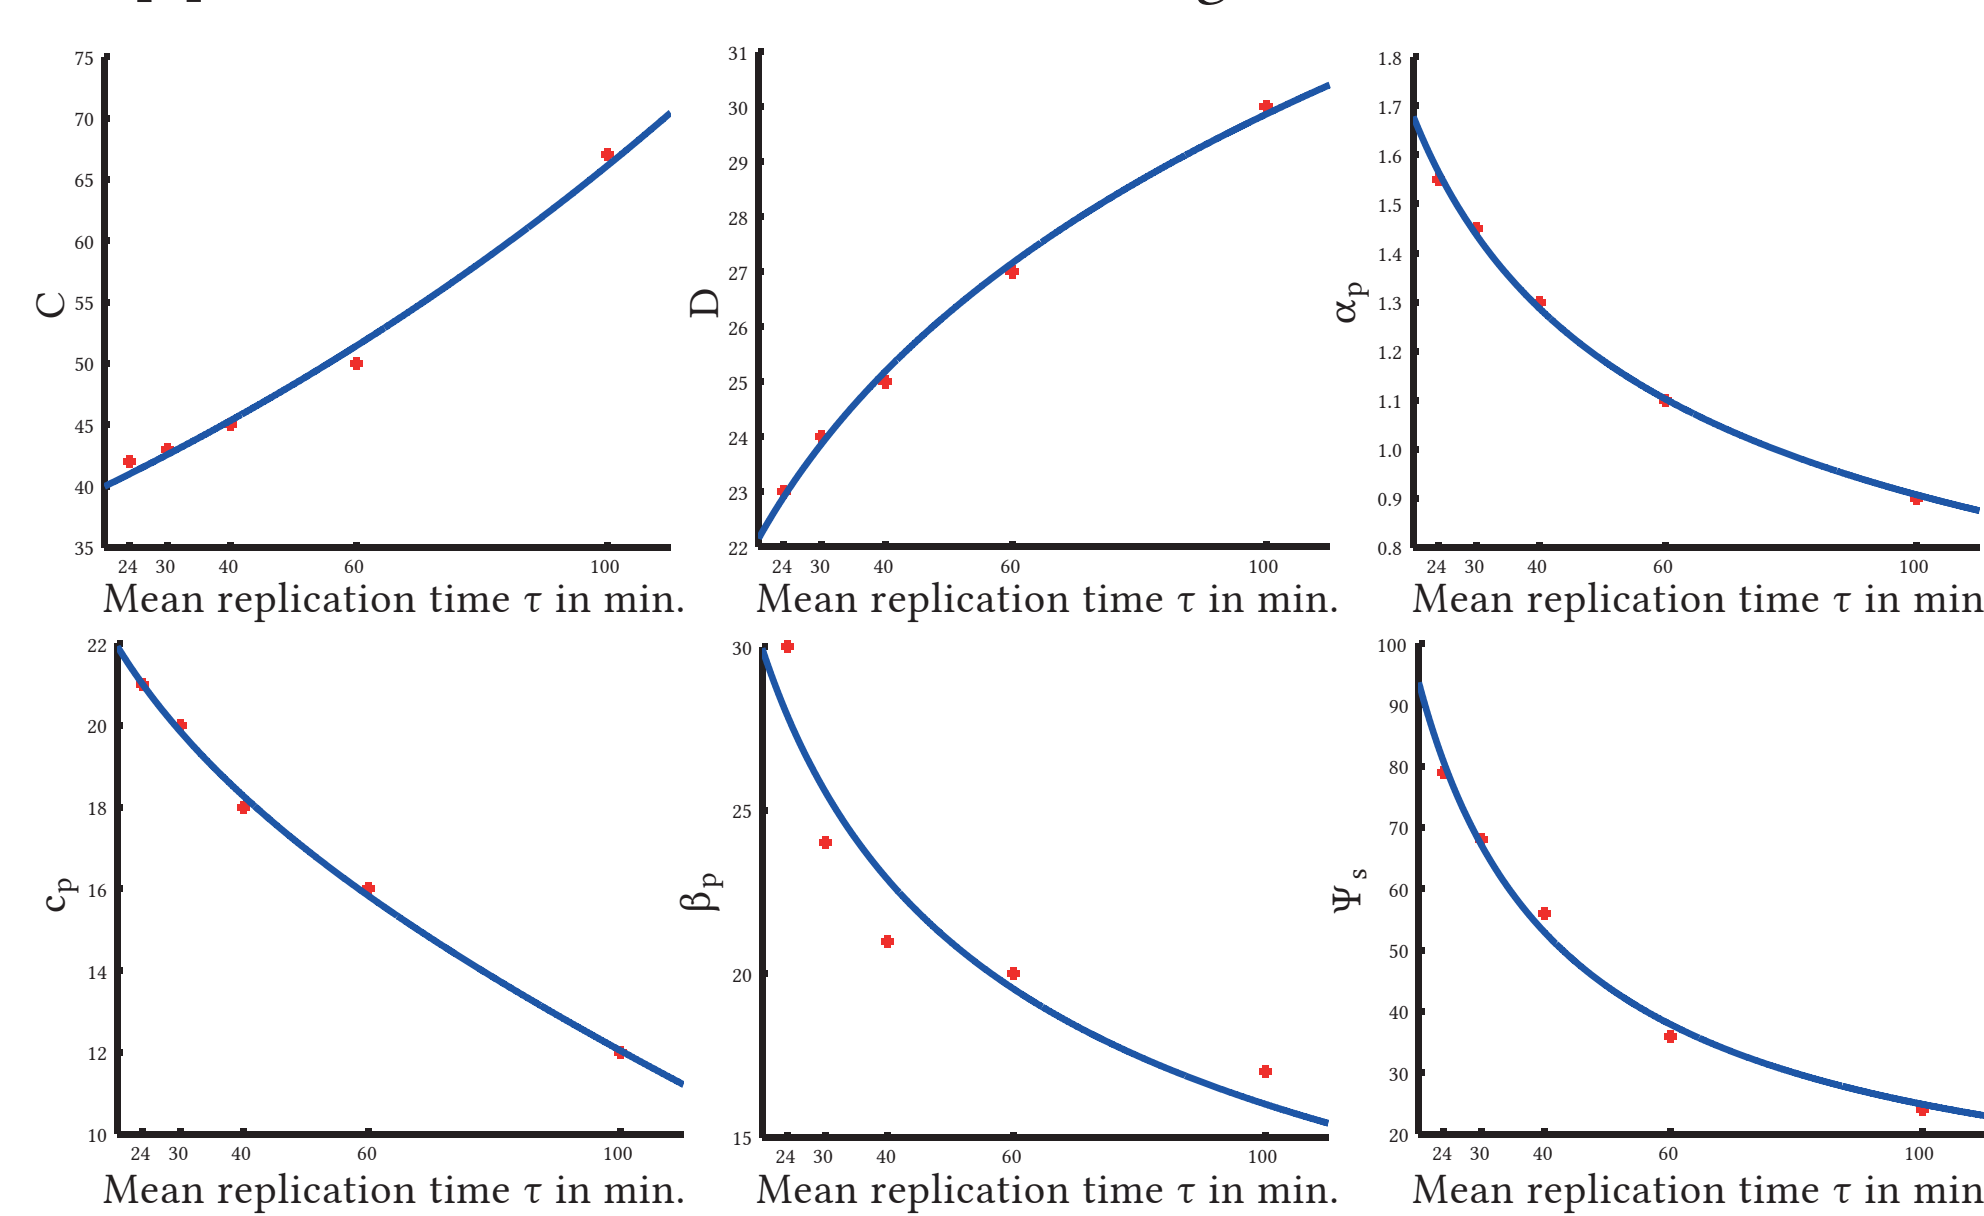 75
70
65
60
55
50
45
40
35
C
24 30 40 60 100
Mean replication time τ in min.
31
30
29
28
27
26
25
24
23
22
D
24 30 40 60 100
Mean replication time τ in min.
1.8
1.7
1.6
1.5
1.4
1.3
1.2
1.1
1.0
0.9
0.8
αp
24 30 40 60 100
Mean replication time τ in min
22
20
18
16
14
12
10
cp
24 30 40 60 100
Mean replication time τ in min.
30
25
20
15
βp
24 30 40 60 100
Mean replication time τ in min.
100
90
80
70
60
50
40
30
20
Ψs
24 30 40 60 100
Mean replication time τ in min